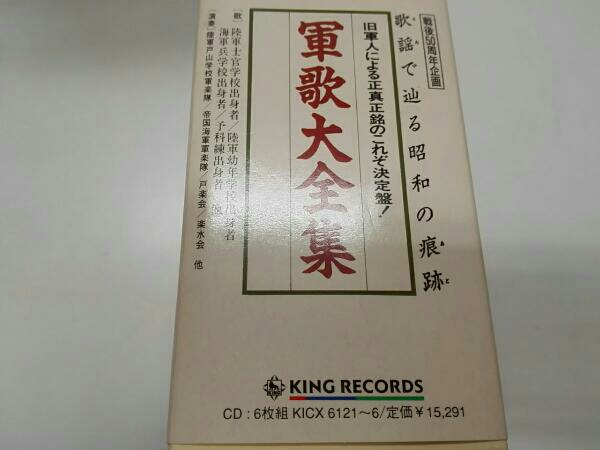 戦後50周年企画
歌謡で辿る昭和の痕跡
あと
旧軍人による正真正銘のこれぞ決定盤！
軍歌大全集
［歌］陸軍士官学校出身者／陸軍幼年学校出身者
海軍兵学校出身者／予科練出身者 他
［演奏］陸軍戸山学校軍楽隊／帝国海軍軍楽隊／戸楽会／楽水会 他
KING RECORDS
CD : 6枚組 KICX 6121～6/定価￥15,291